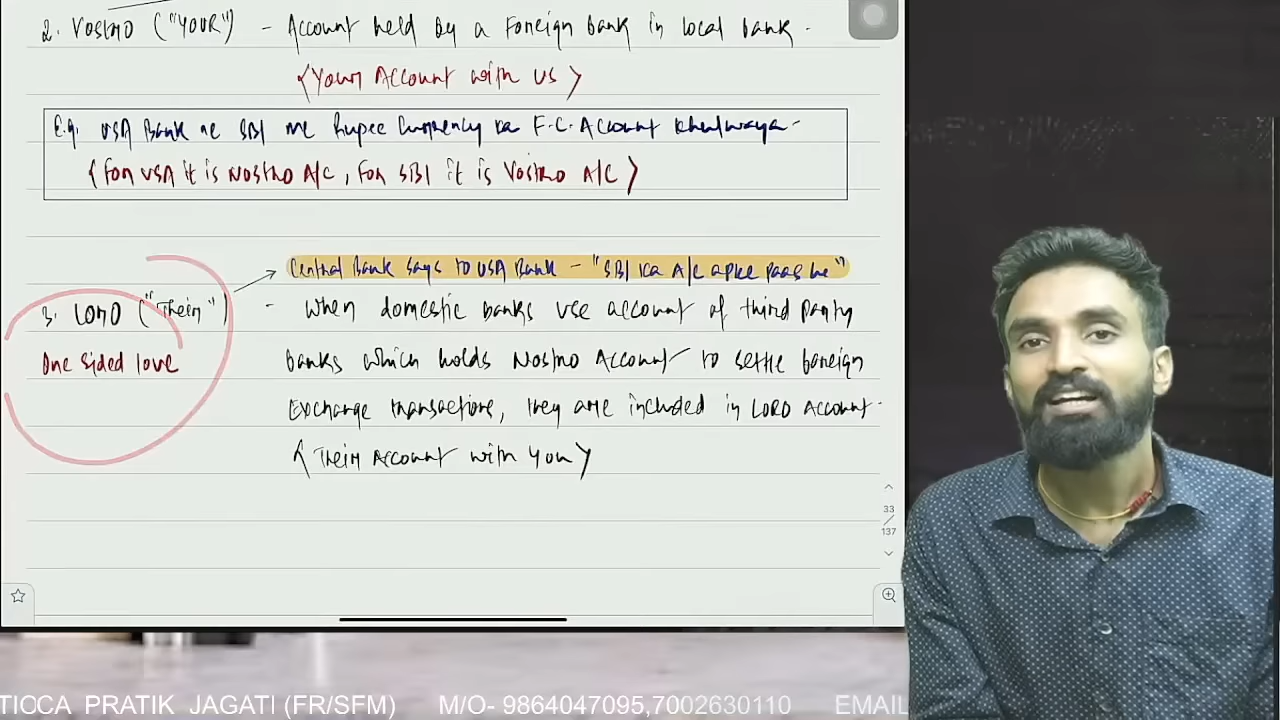 2. VOSTRO ("YOUR") - Account held by a Foreign bank in local bank.
<Your Account with US>
E.g. USA Bank ne SBI me Rupee Currency ka F.C. Account khulwaya-
{for USA it is NOSTRO A/C, For SBI it is VOSTRO A/C}
Central Bank says to USA Bank - "SBI ka A/C apke paas he"
3. LORO ("Their") - When domestic banks use account of third party
One sided love
banks which holds Nostro Account to settle foreign
Exchange transactions, they are included in LORO Account.
<Their Account with you>
33
137
TICCA PRATIK JAGATI (FR/SFM) M/O- 9864047095,7002630110 EMAIL